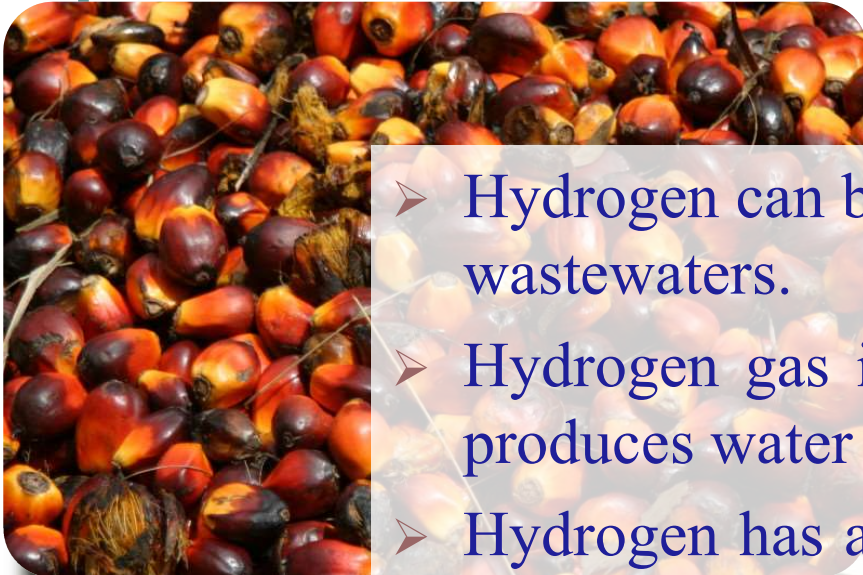 Hydrogen can
wastewaters.
Hydrogen gas
produces water
Hydrogen has